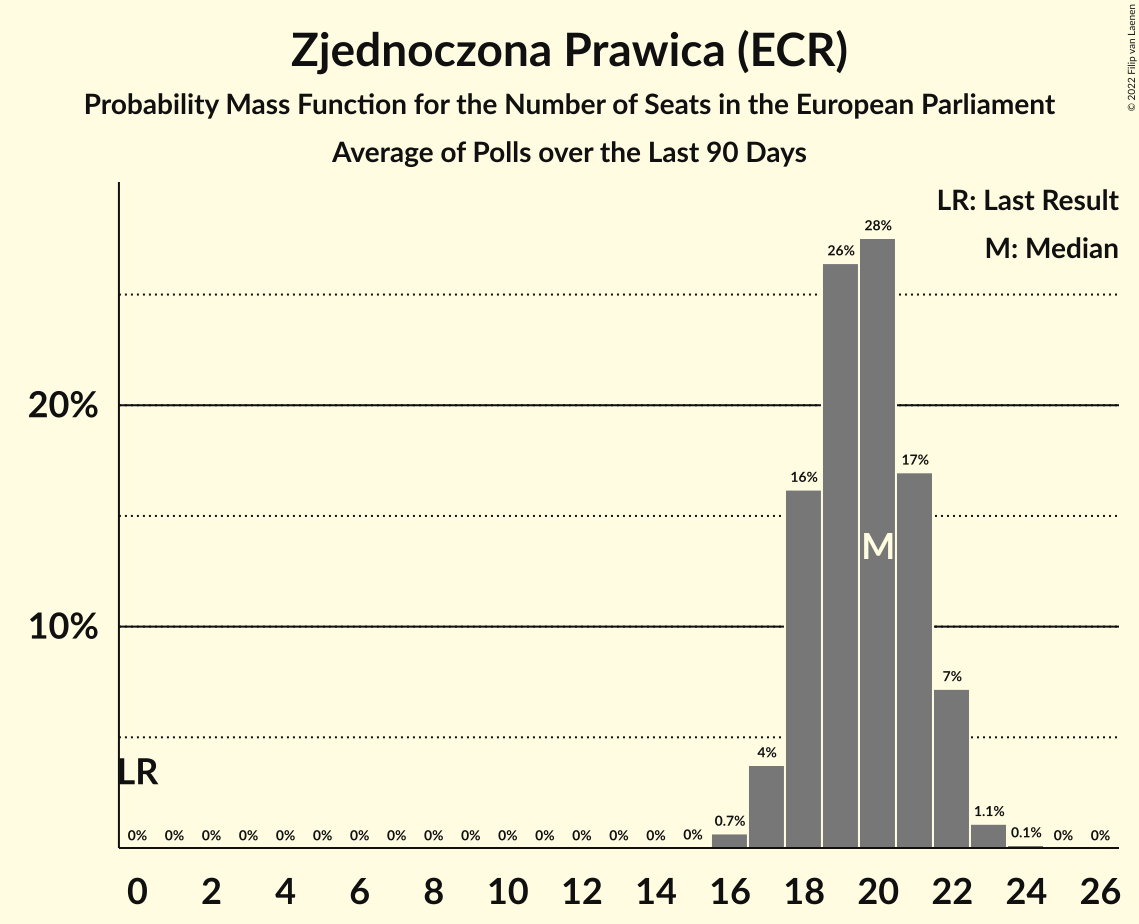 Zjednoczona Prawica (ECR)
Probability Mass Function for the Number of Seats in the European Parliament
Average of Polls over the Last 90 Days
© 2022 Filip van Laenen
LR: Last Result
M: Median
28%
26%
20%
17%
16%
M
10%
7%
4%
LR
1.1%
0.7%
0% 0% 0% 0% 0% 0% 0% 0% 0% 0% 0% 0% 0% 0% 0% 0% 0.1% 0% 0%
0 2 4 6 8 10 12 14 16 18 20 22 24 26